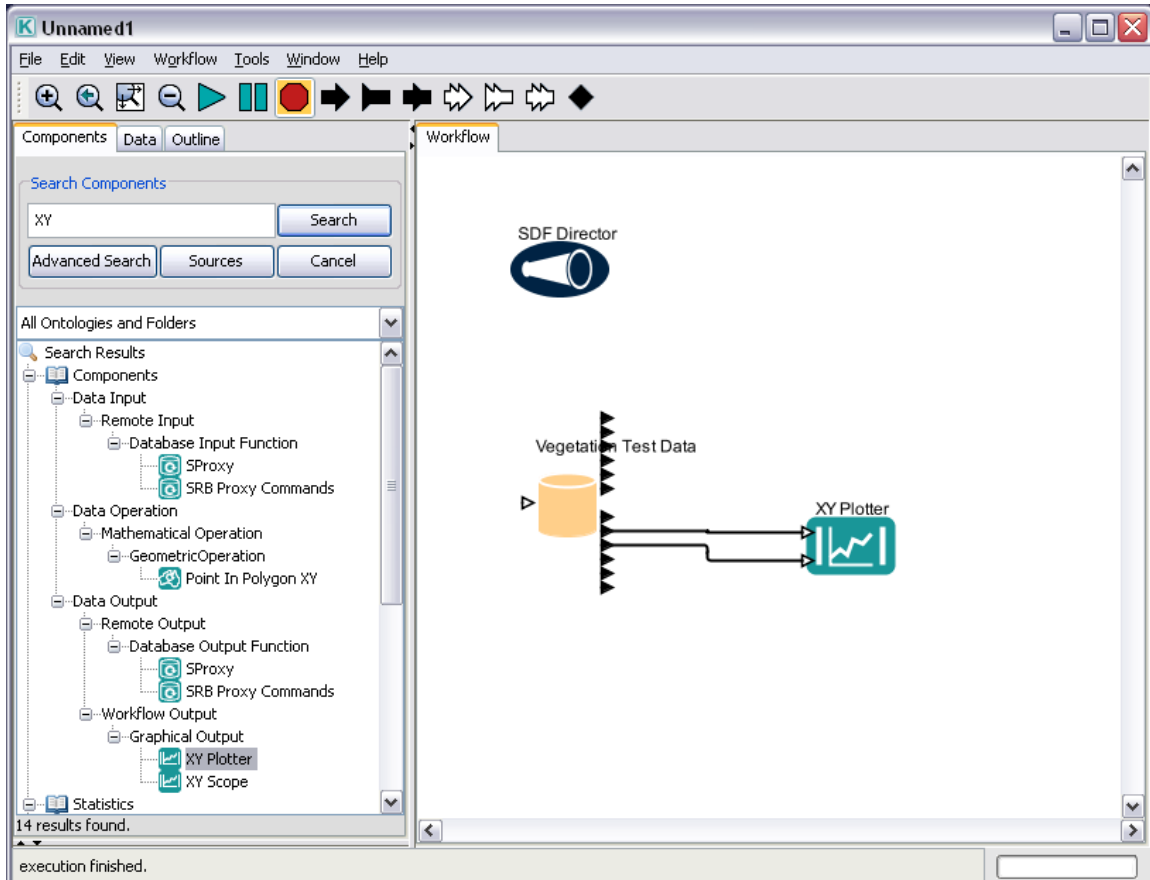 Unnamed1
File Edit View Workflow Tools Window Help
Components Data Outline
Search Components
XY Search
Advanced Search Sources Cancel
All Ontologies and Folders
Search Results
Components
Data Input
Remote Input
Database Input Function
SProxy
SRB Proxy Commands
Data Operation
Mathematical Operation
GeometricOperation
Point In Polygon XY
Data Output
Remote Output
Database Output Function
SProxy
SRB Proxy Commands
Workflow Output
Graphical Output
XY Plotter
XY Scope
Statistics
14 results found.
Workflow
SDF Director
Vegetation Test Data
XY Plotter
execution finished.